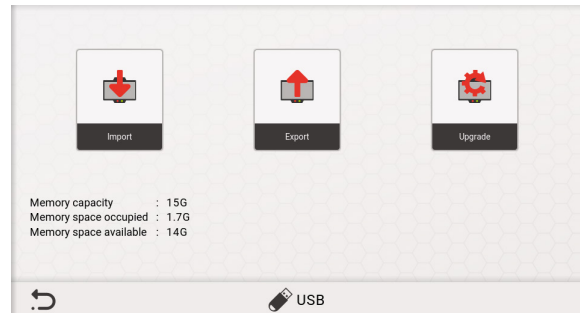 Import
Export
Upgrade
Memory capacity : 15G
Memory space occupied : 1.7G
Memory space available : 14G
USB